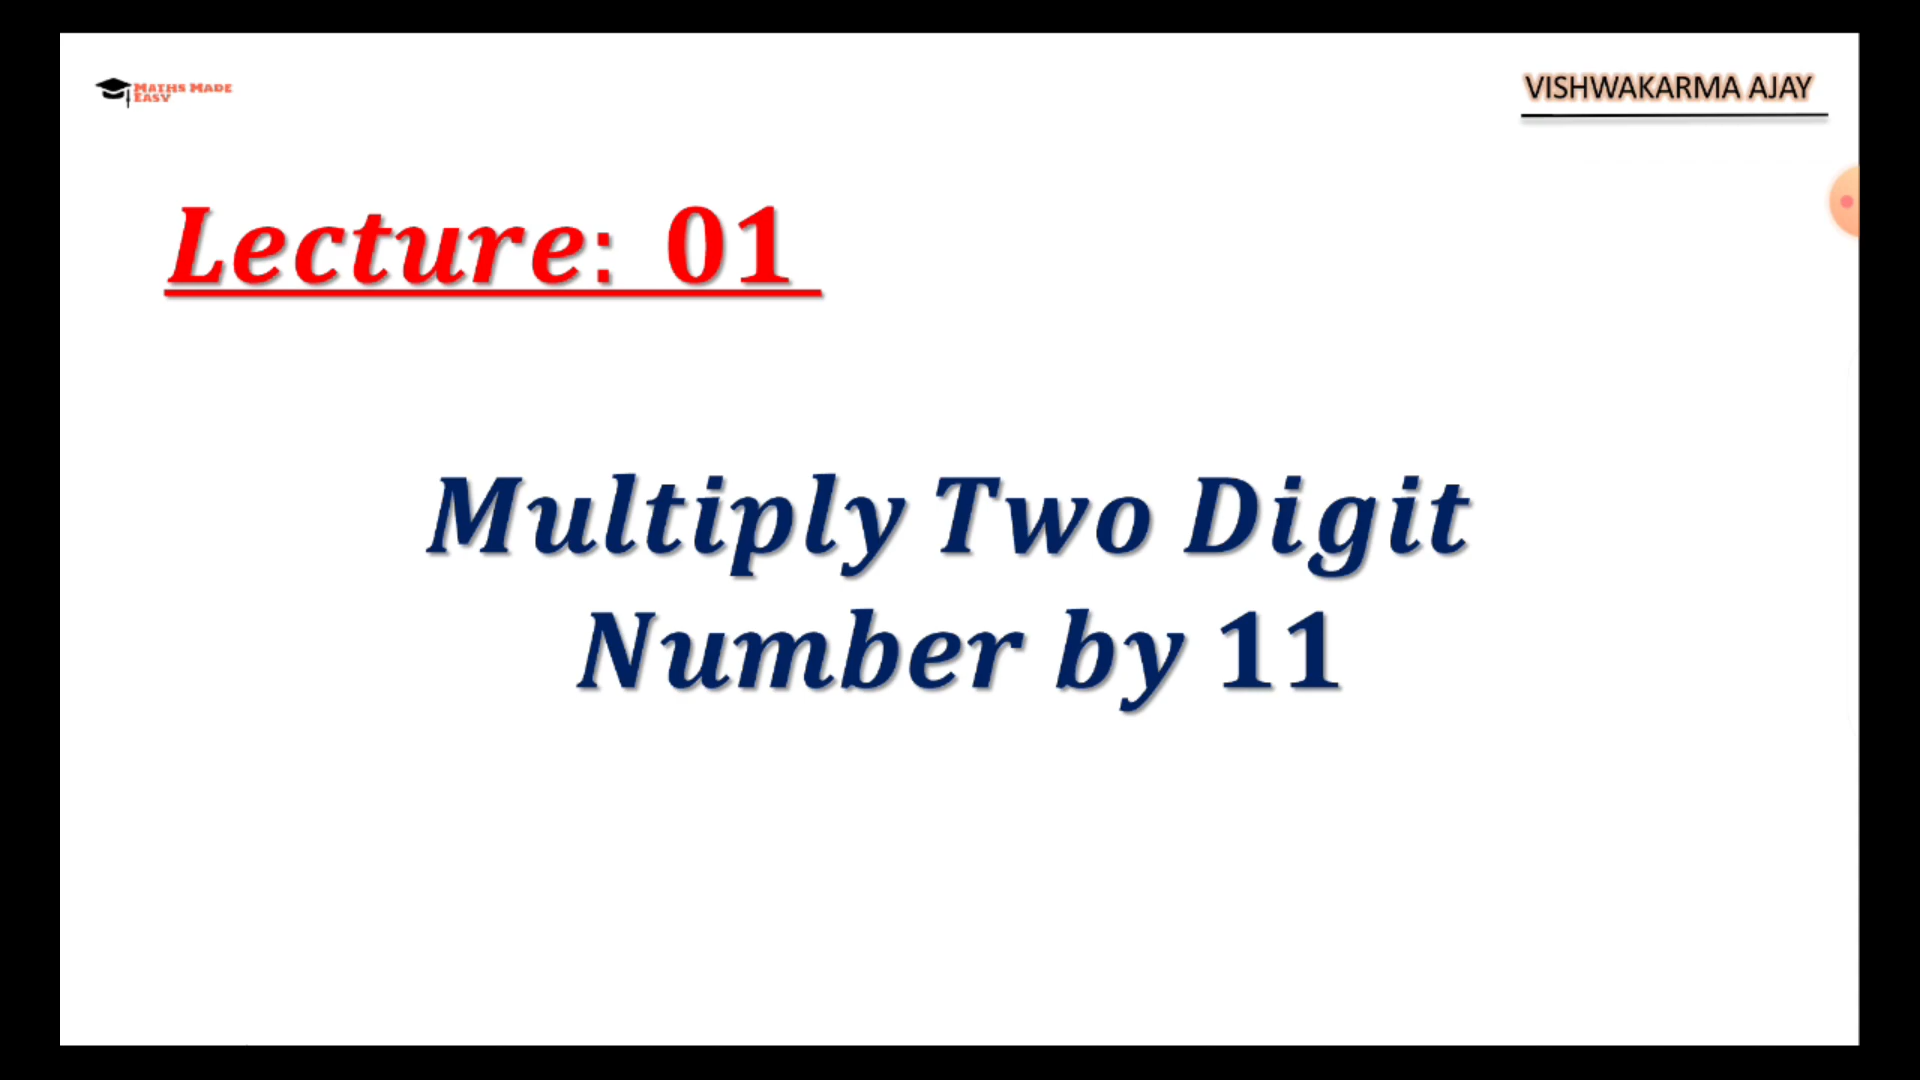 MATHS MADE
EASY
VISHWAKARMA AJAY
Lecture: 01
Multiply Two Digit
Number by 11